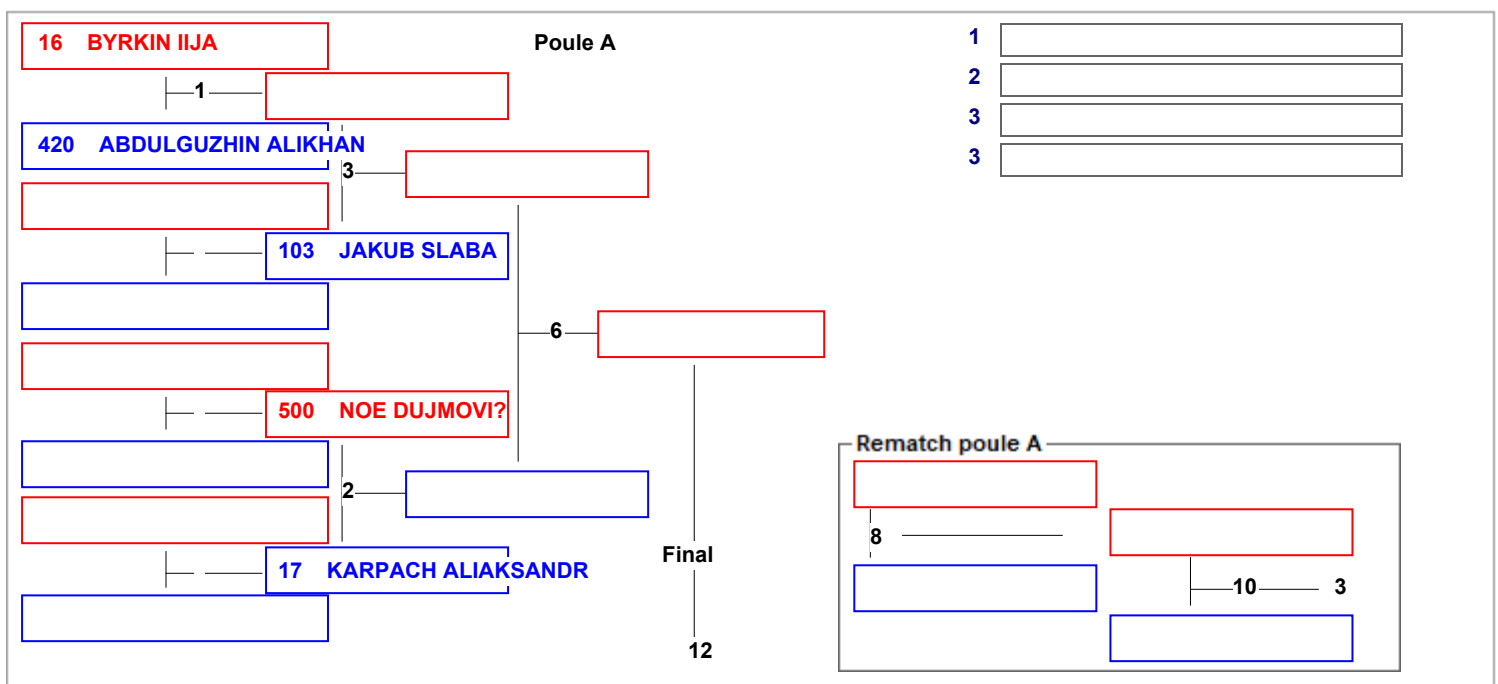 16 BYRKIN IIJA
Poule A
1
1
2
420 ABDULGUZHIN ALIKHAN
3
3
3
103 JAKUB SLABA
6
500 NOE DUJMOVI?
Rematch poule A
2
8
Final
17 KARPACH ALIAKSANDR
10
3
12